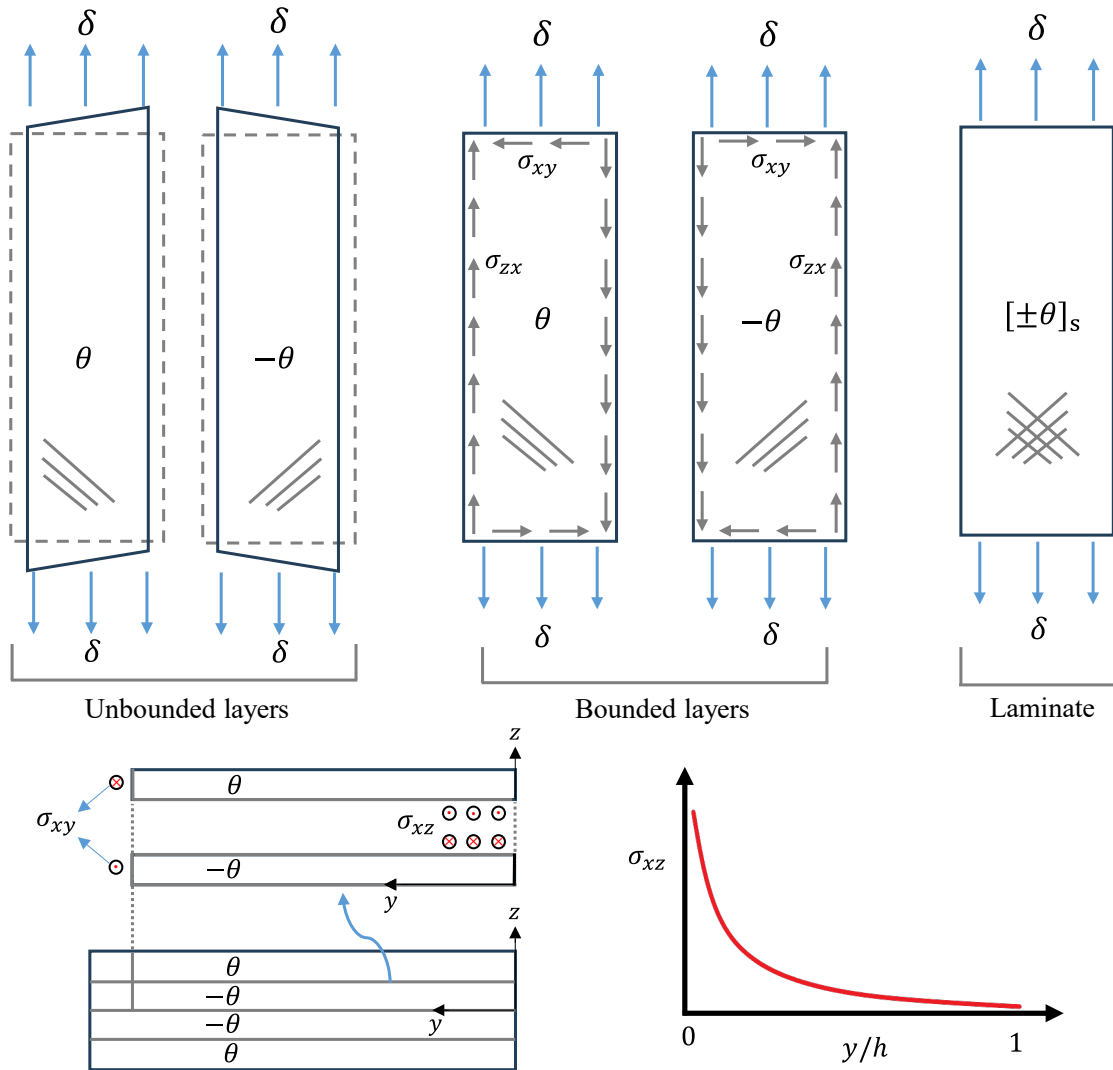 δ δ δ δ δ
σxy σxy
σzx σzx
θ −θ θ −θ [±θ]s
δ δ δ δ δ
Unbounded layers Bounded layers Laminate
z
θ
σxy σxz
−θ
y
z
θ
−θ
y
−θ
θ
σxz
0 y/h 1